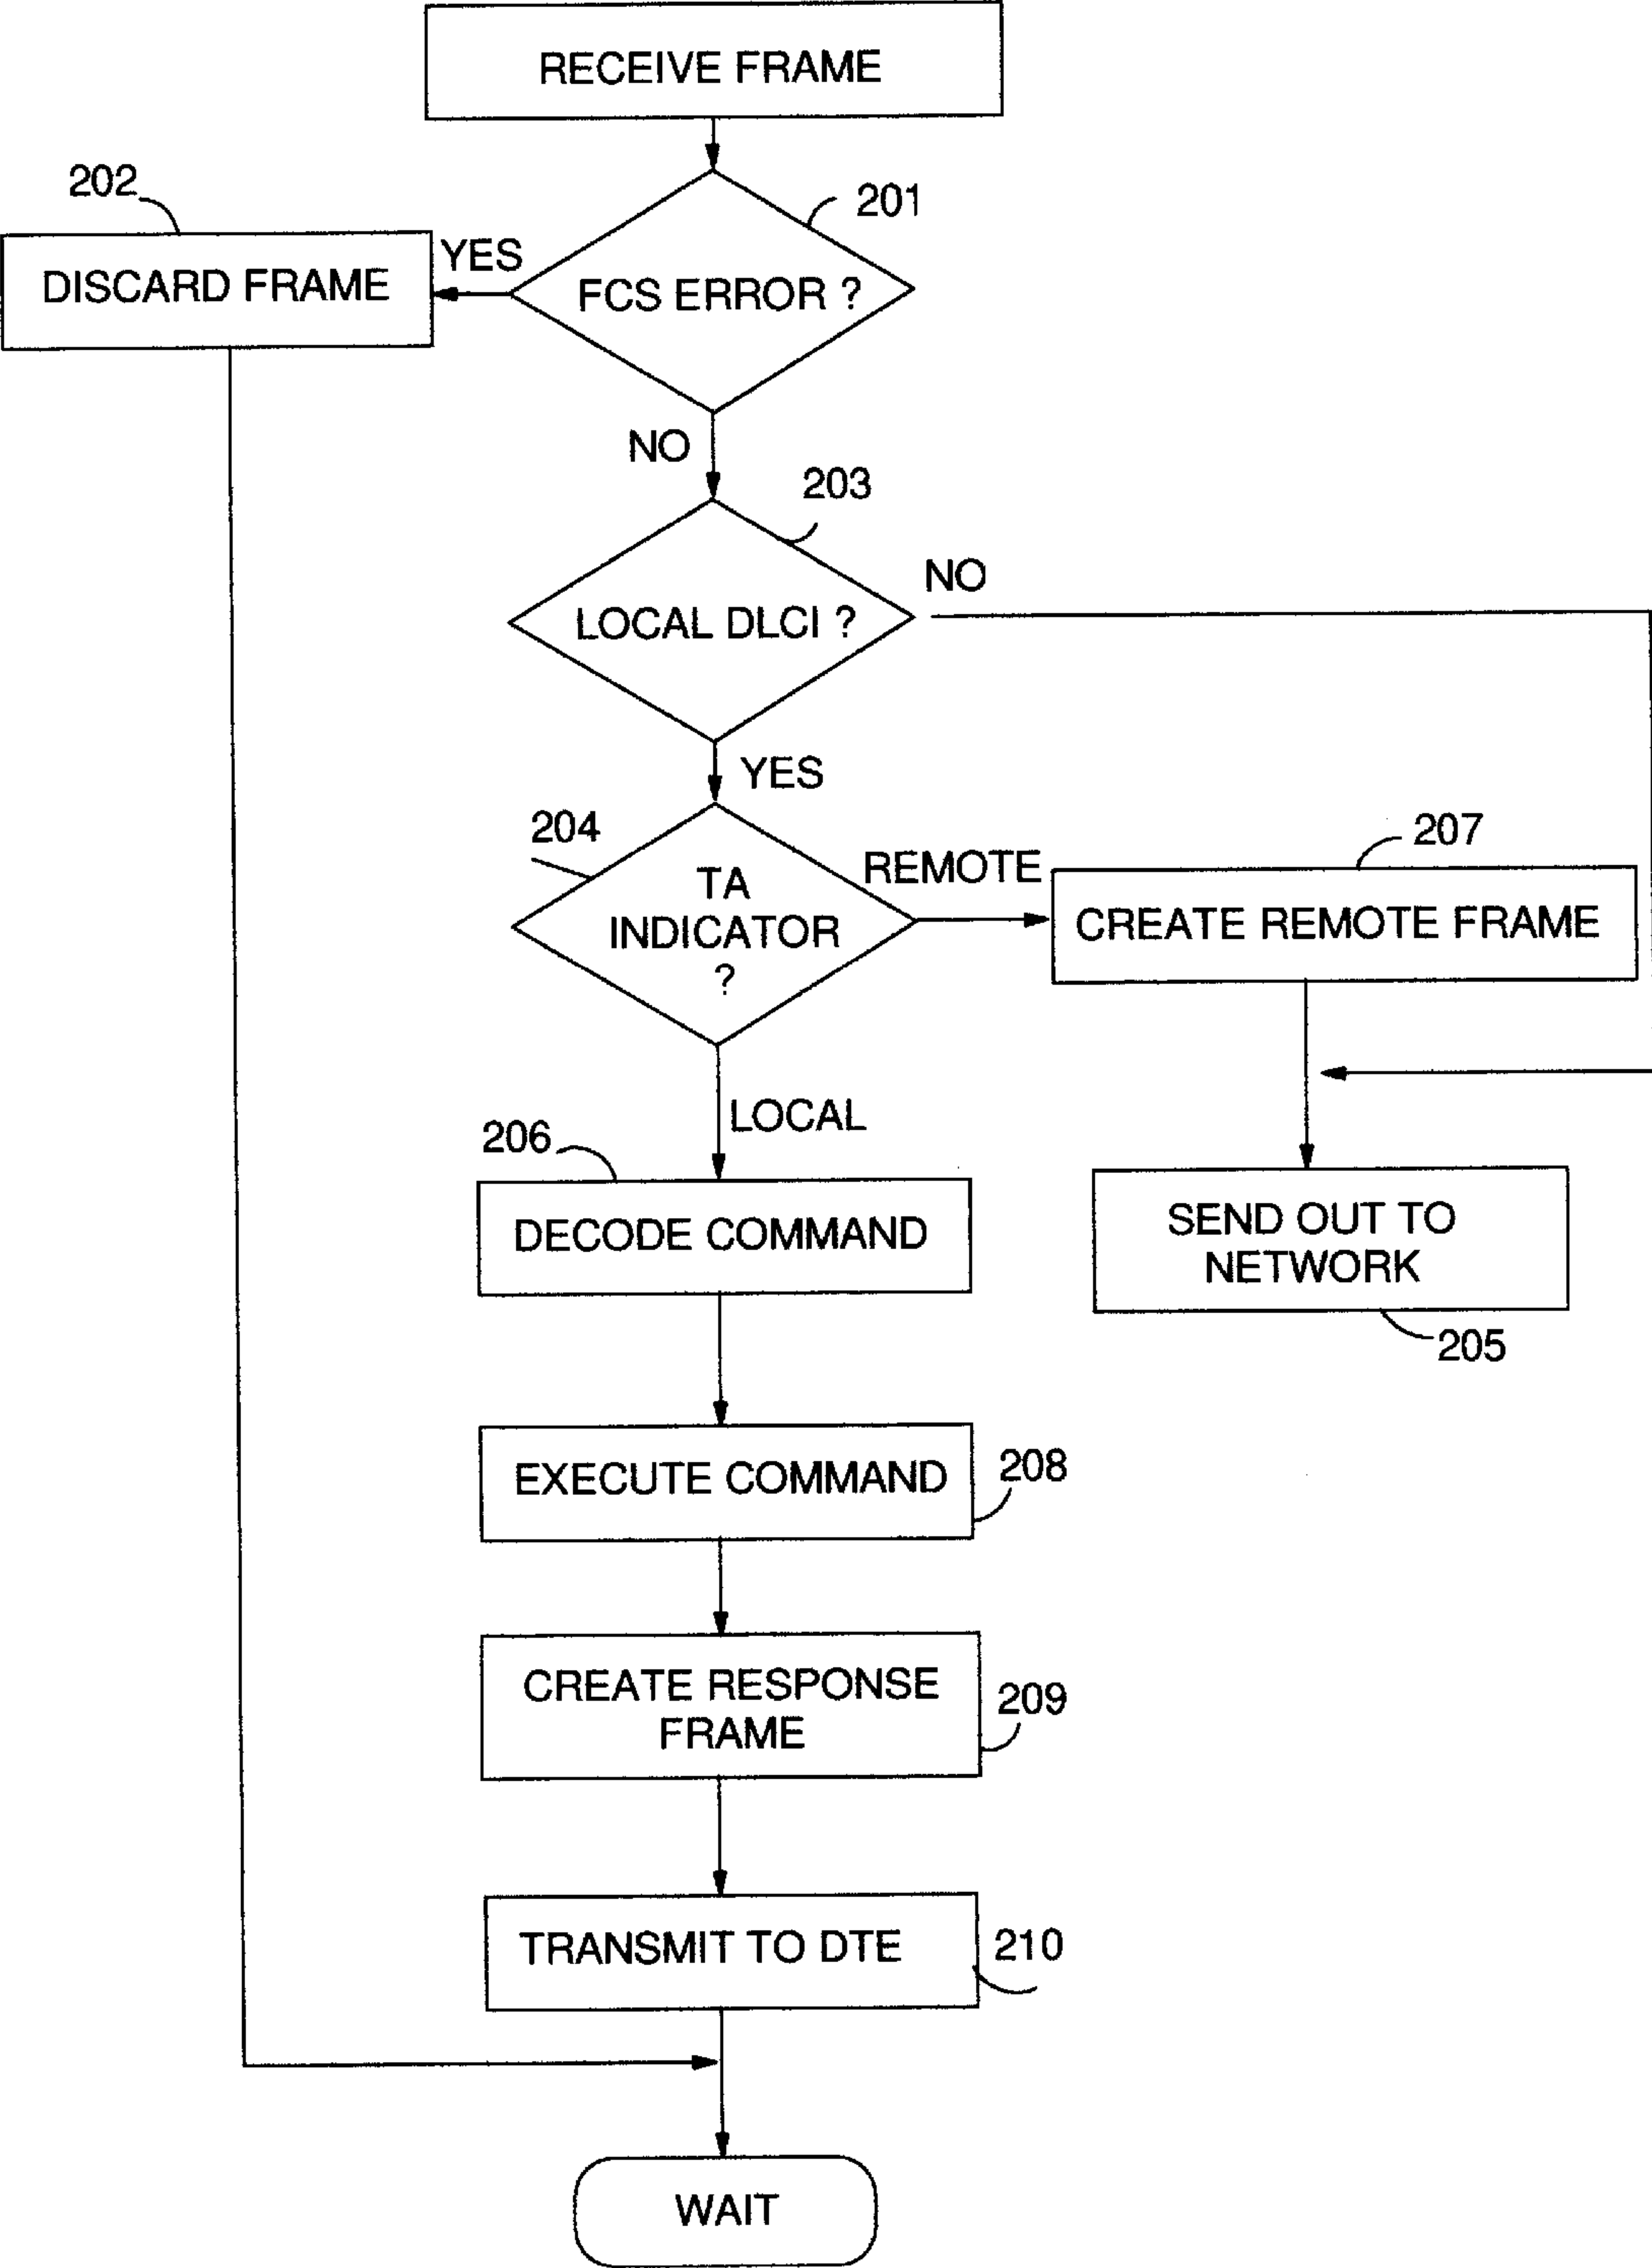 RECEIVE FRAME
202
201
YES
DISCARD FRAME
FCS ERROR ?
NO
203
NO
LOCAL DLCI ?
YES
204
207
REMOTE
TA
INDICATOR
?
CREATE REMOTE FRAME
LOCAL
206
DECODE COMMAND
SEND OUT TO
NETWORK
205
EXECUTE COMMAND
208
CREATE RESPONSE
FRAME
209
TRANSMIT TO DTE
210
WAIT